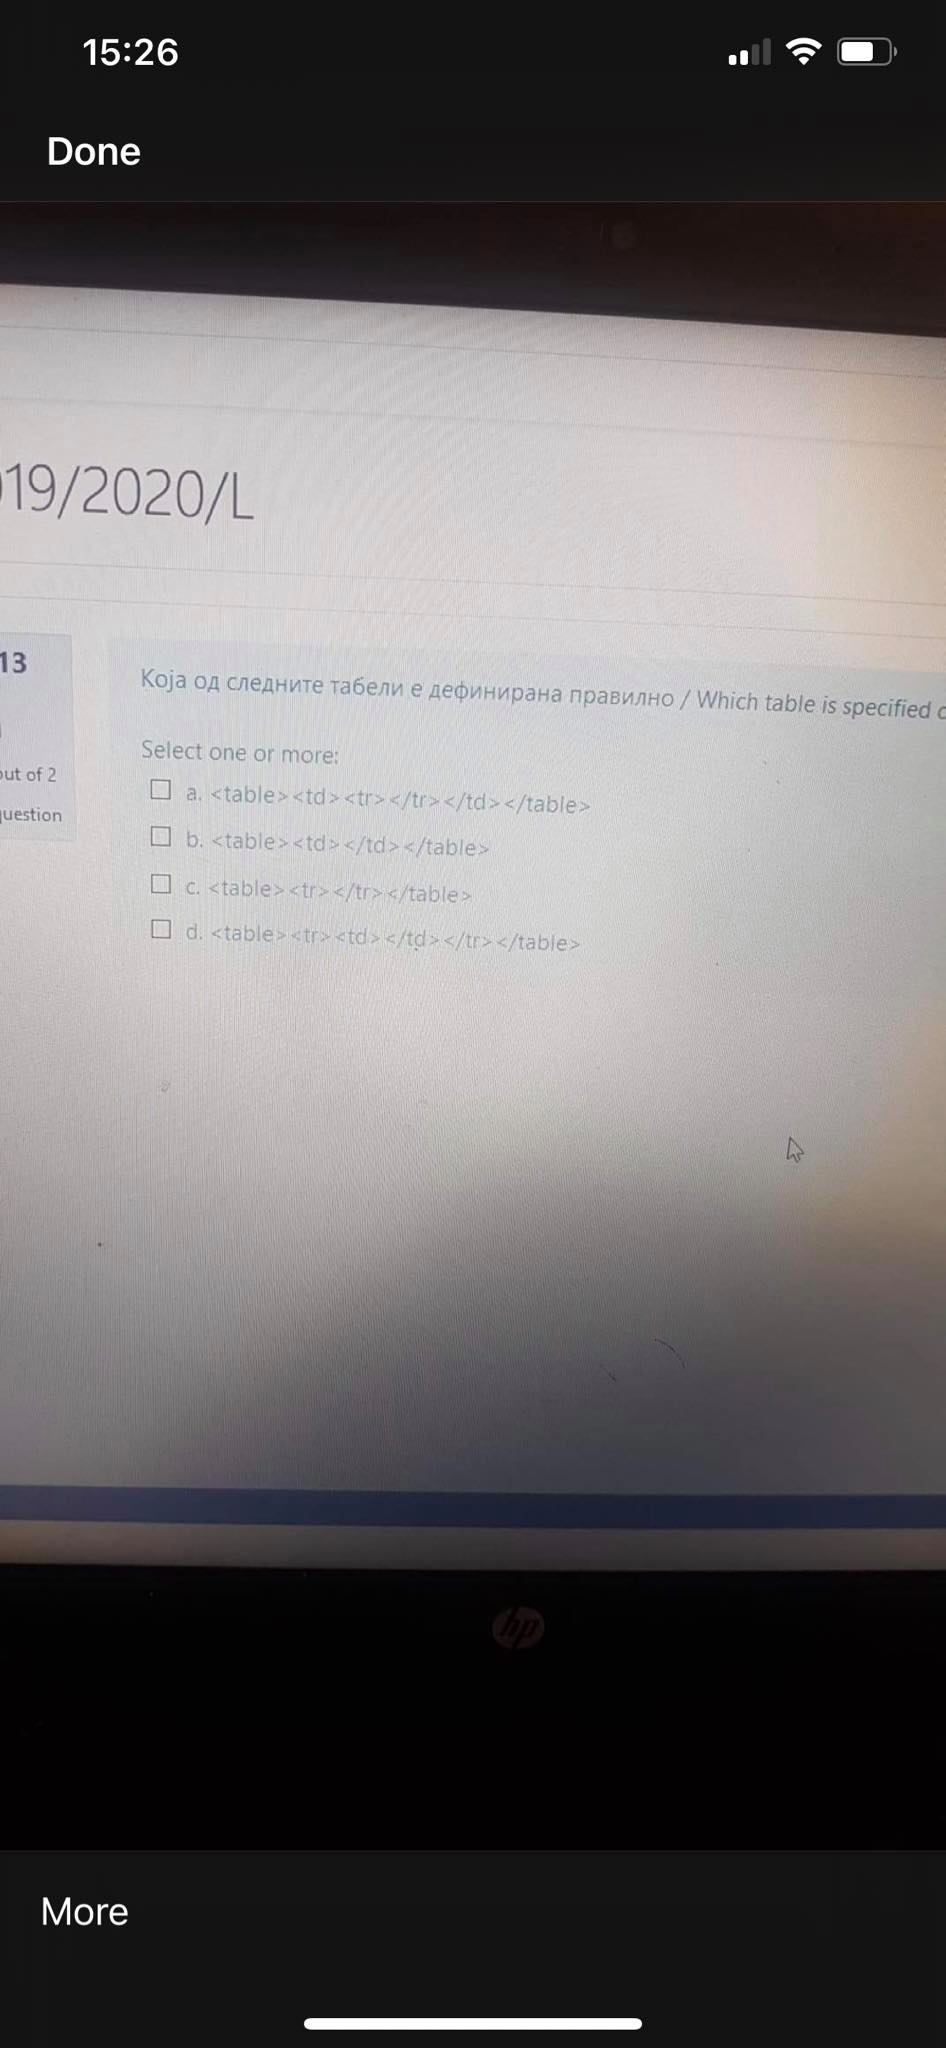 15:26
Done
19/2020/L
13
Која од следните табели е дефинирана правилно / Which table is specified
out of 2
question
Select one or more:
a. <table><td><tr></tr></td></table>
b. <table><td></td></table>
c. <table><tr></tr></table>
d. <table><tr><td></td></tr></table>
hp
More